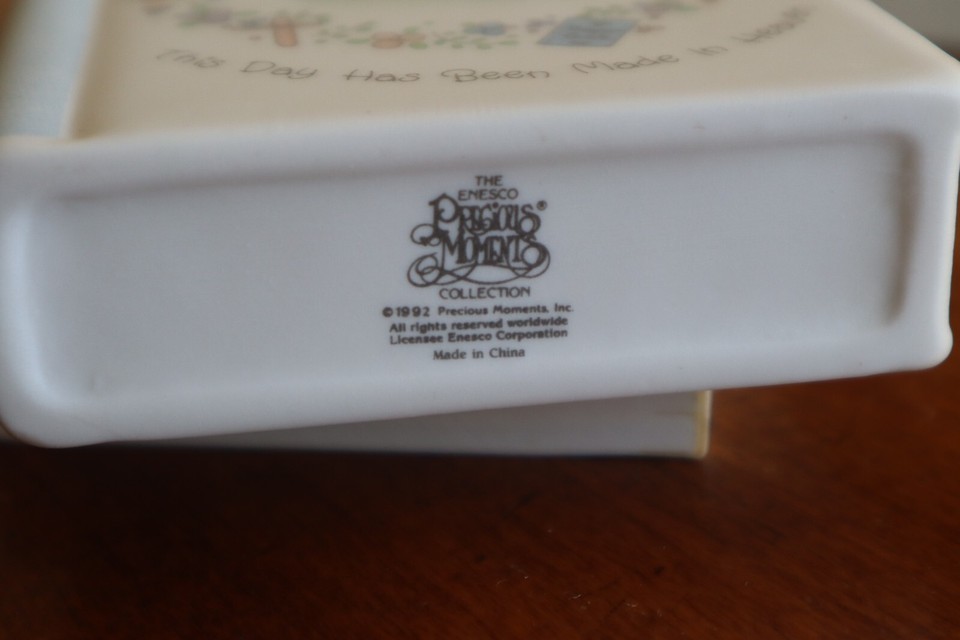 This Day Has Been Made In Heaven
THE
ENESCO
PRECIOUS®
MOMENTS
COLLECTION
©1992 Precious Moments, Inc.
All rights reserved worldwide
Licensee Enesco Corporation
Made in China